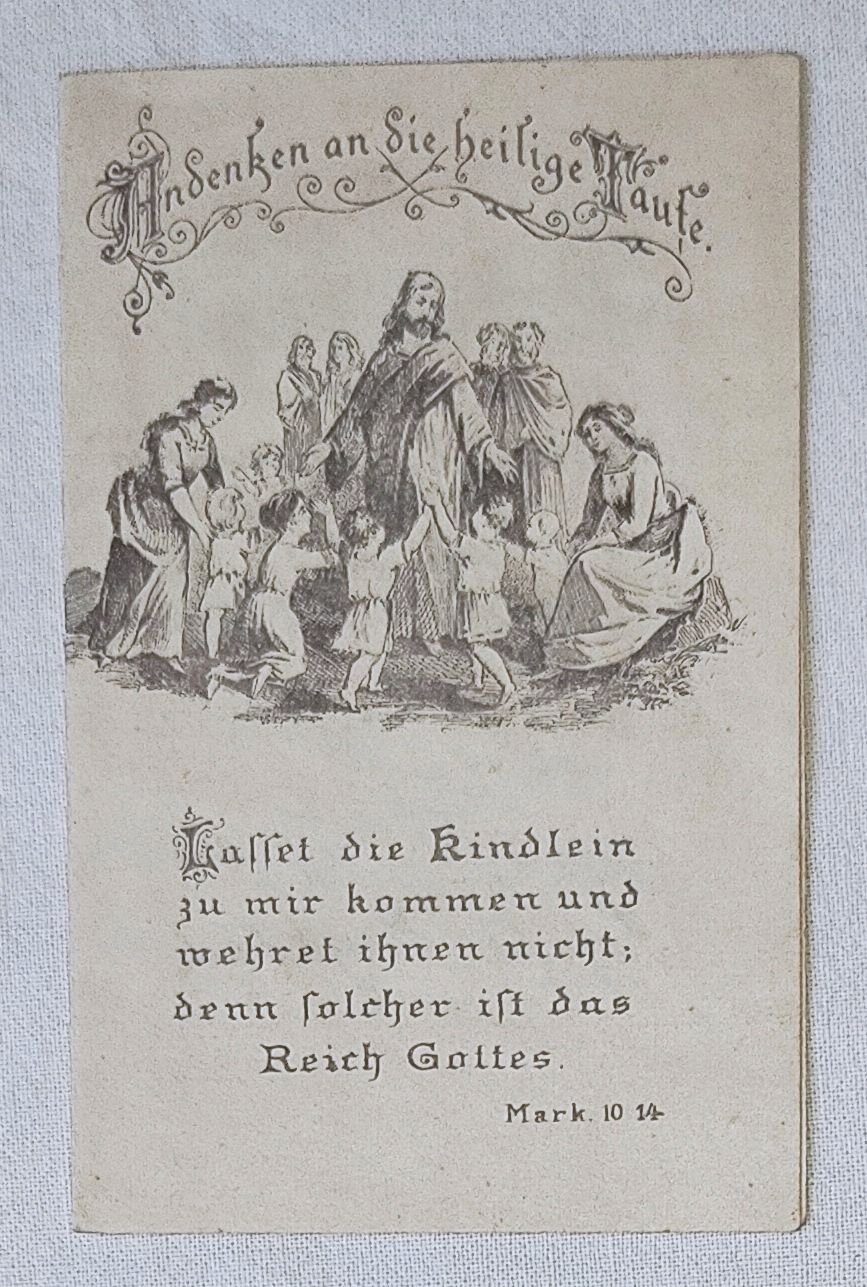 Andenken an die heilige Taufe.
Lasset die Kindlein
zu mir kommen und
wehret ihnen nicht;
denn solcher ist das
Reich Gottes.
Mark. 10 14